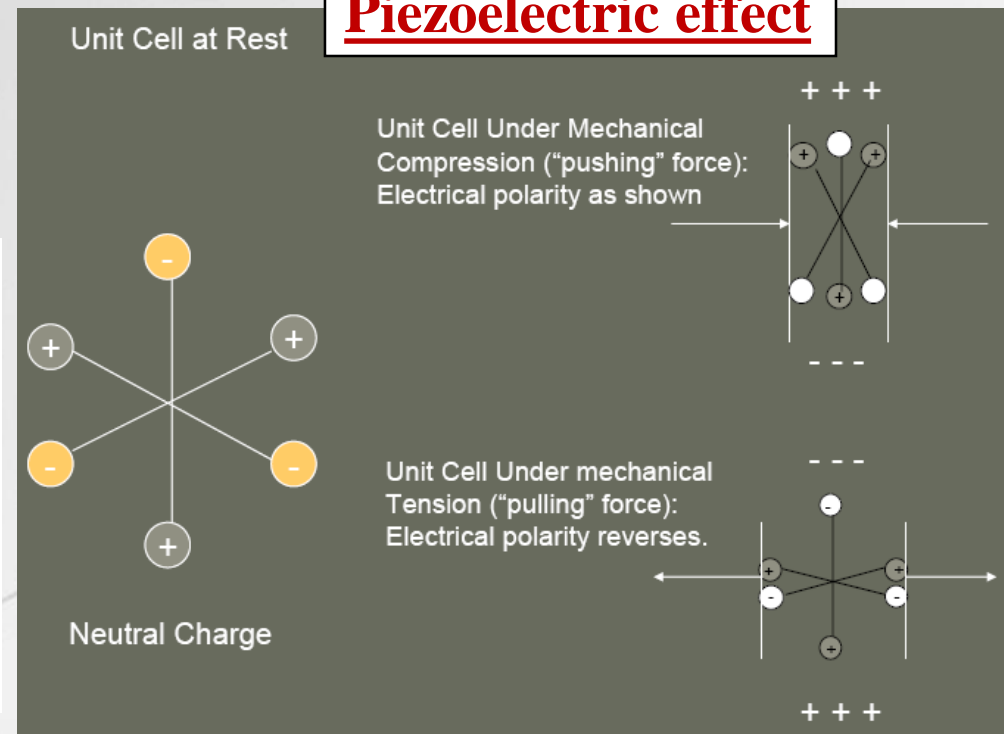 Piezoelectric effect
Unit Cell at Rest
-
+
+
-
-
+
Neutral Charge
Unit Cell Under Mechanical
Compression (“pushing” force):
Electrical polarity as shown
+ + +
+
+
+
- - -
Unit Cell Under mechanical
Tension (“pulling” force):
Electrical polarity reverses.
- - -
-
+
+
-
-
+
+ + +